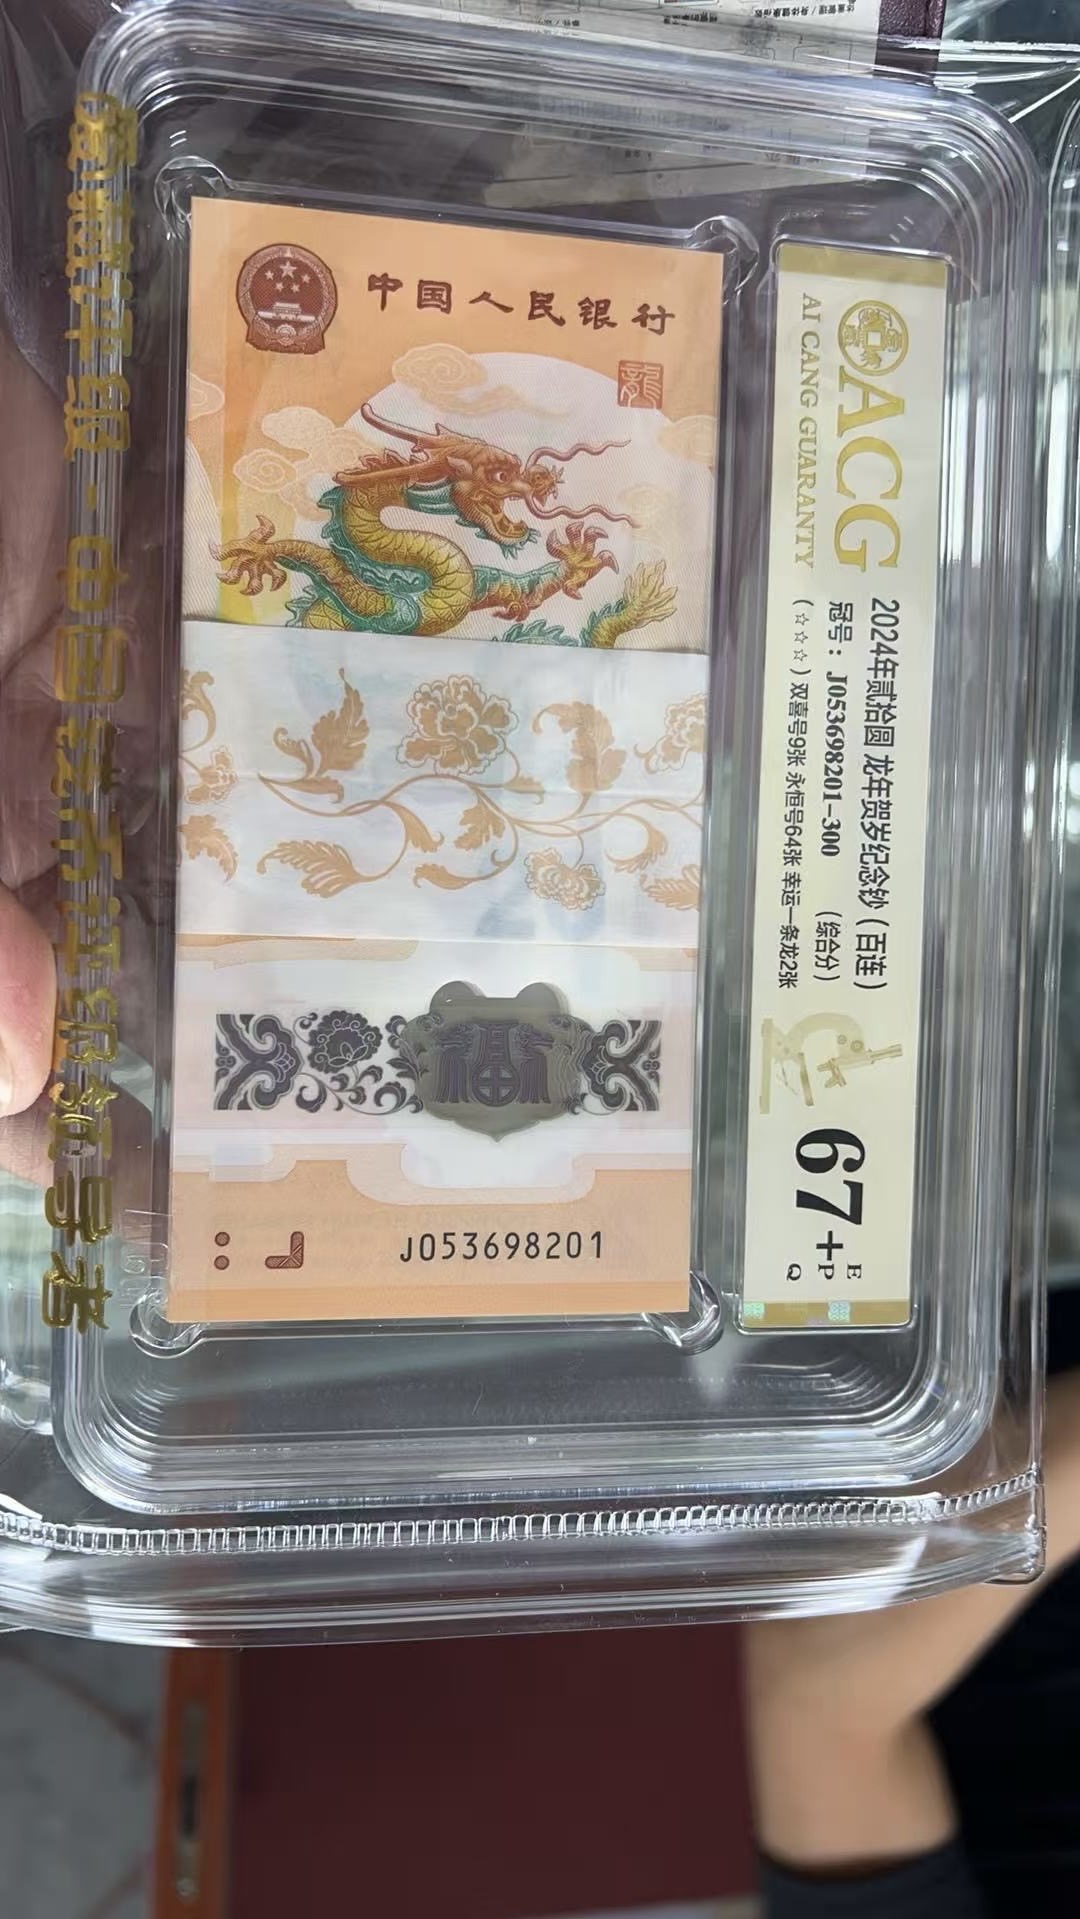 中国人民银行
龍
福
J053698201
ACG
AI CANG GUARANTY
2024年贰拾圆 龙年贺岁纪念钞（百连）
冠号：J053698201-300 （综合分）
（☆☆☆）双喜号9张 永恒号64张 幸运一条龙2张
67+
E
P
Q
爱藏评级 - 中国钱币评级领导者